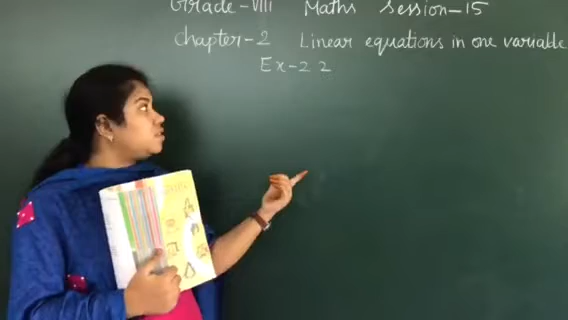 Grade-VIII Maths Session-15
Chapter-2 Linear equations in one variable
Ex-2.2